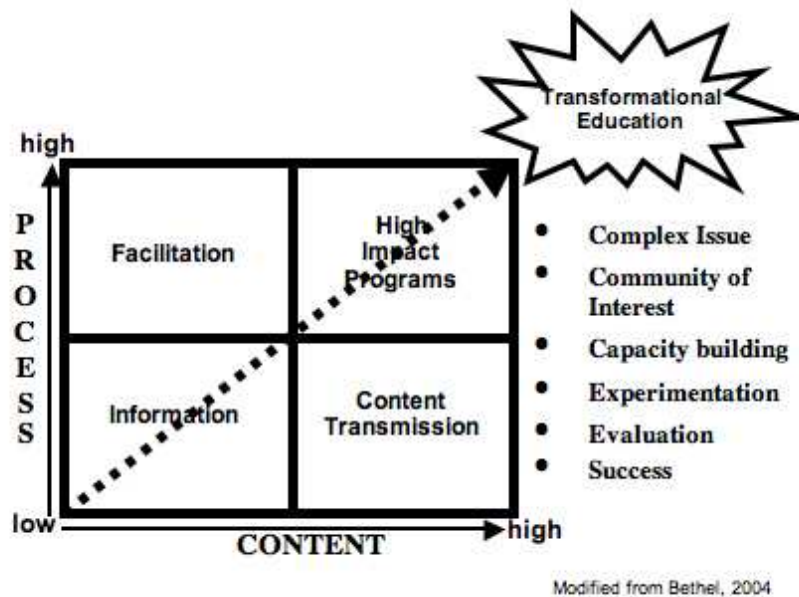 Transformational
Education
high
PROCESS
Facilitation
High
Impact
Programs
Information
Content
Transmission
low
CONTENT
high
• Complex Issue
• Community of
Interest
• Capacity building
• Experimentation
• Evaluation
• Success
Modified from Bethel, 2004